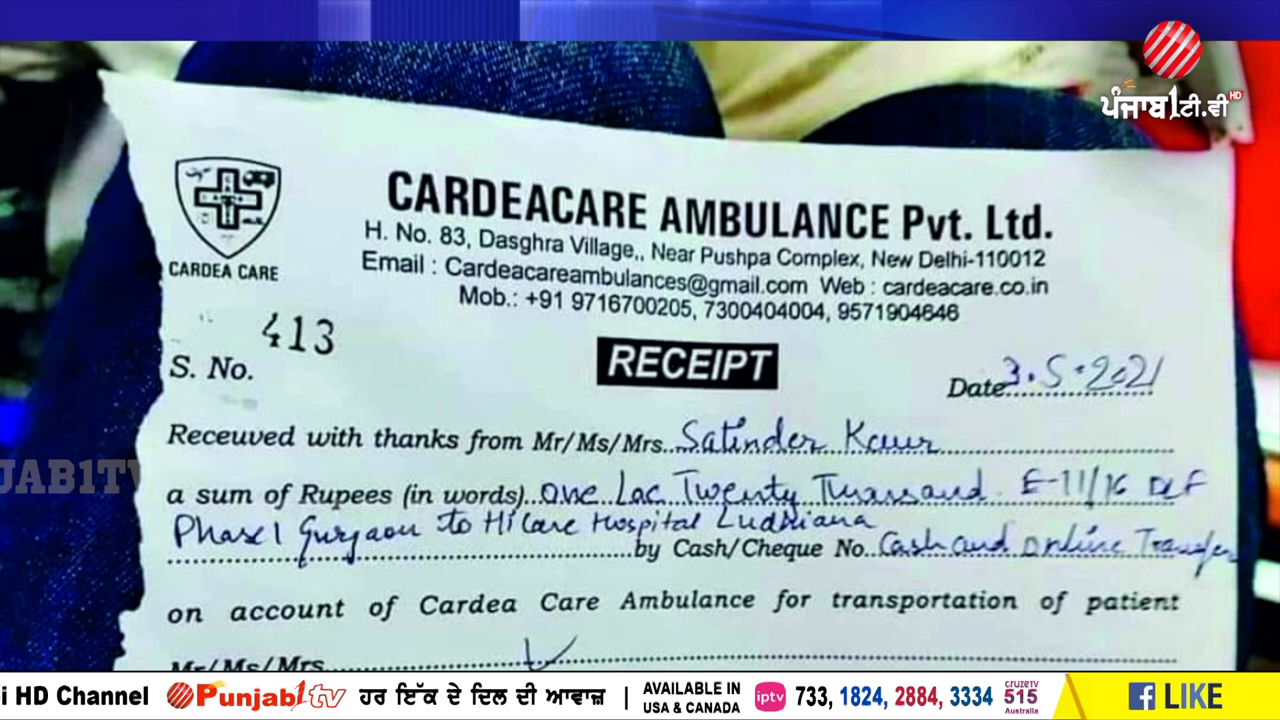 ਪੰਜਾਬ1ਟੀ.ਵੀ HD
CARDEA CARE
CARDEACARE AMBULANCE Pvt. Ltd.
H. No. 83, Dasghra Village,, Near Pushpa Complex, New Delhi-110012
Email : Cardeacareambulances@gmail.com Web : cardeacare.co.in
Mob.: +91 9716700205, 7300404004, 9571904646
S. No. 413
RECEIPT
Date 3.5.2021
Receuved with thanks from Mr/Ms/Mrs. Satinder Kaur
a sum of Rupees (in words) One Lac Twenty Thassand E-11/16 DLF
Phase 1 Gurgaon to Hi Care Hospital Ludhiana
by Cash/Cheque No. Cash and online Transfer
on account of Cardea Care Ambulance for transportation of patient
Mr/Ms/Mrs
JAB1TV
i HD Channel Punjab1tv ਹਰ ਇੱਕ ਦੇ ਦਿਲ ਦੀ ਆਵਾਜ਼ | AVAILABLE IN USA & CANADA iptv 733, 1824, 2884, 3334 cruzeTV 515 Australia f LIKE